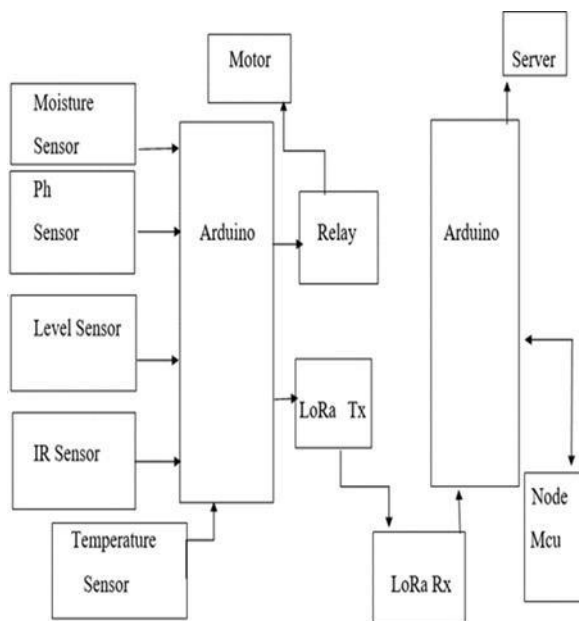 Motor
Server
Moisture
Sensor
Ph
Sensor
Arduino
Relay
Arduino
Level Sensor
LoRa Tx
IR Sensor
Node
Mcu
Temperature
Sensor
LoRa Rx